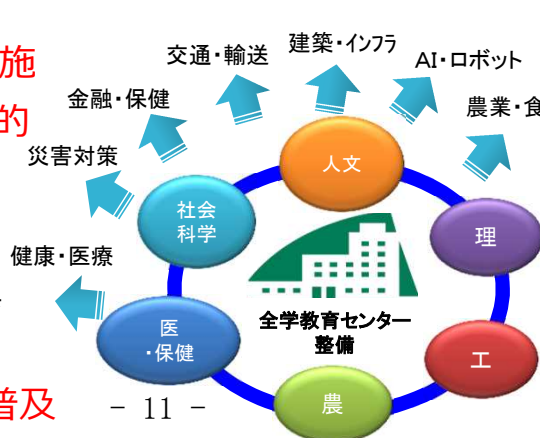 施
的
交通・輸送
建築・インフラ
AI・ロボット
金融・保健
農業・食
災害対策
健康・医療
人文
社会
科学
理
全学教育センター
整備
医
・保健
工
農
普及
- 11 -